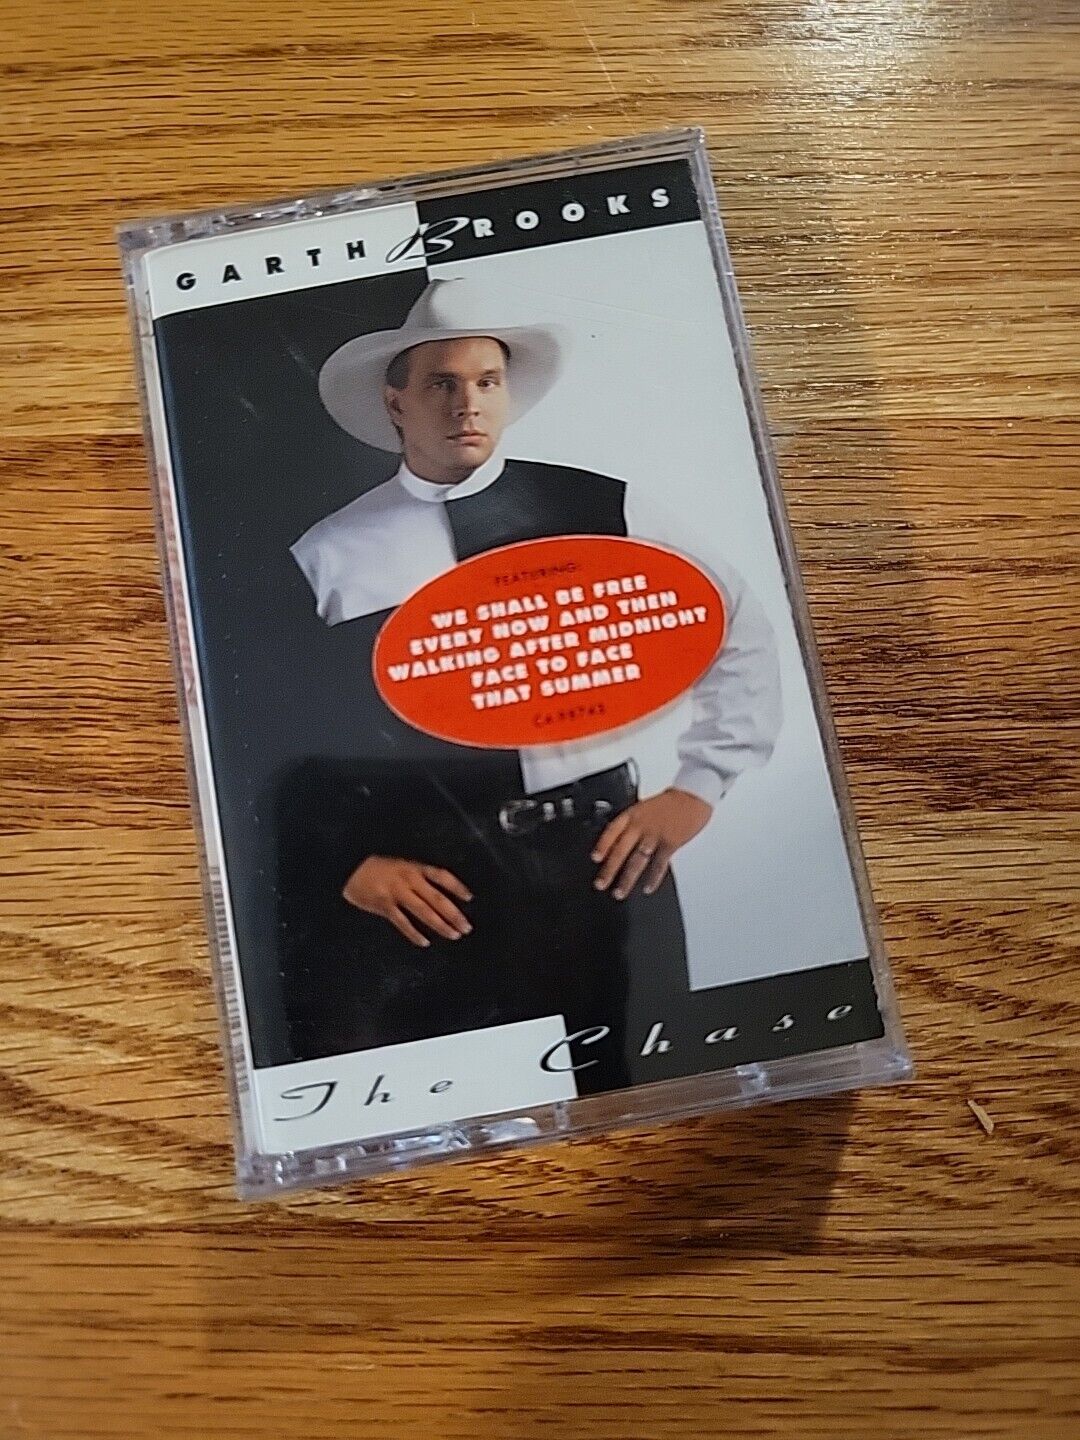 GARTH BROOKS
FEATURING:
WE SHALL BE FREE
EVERY NOW AND THEN
WALKING AFTER MIDNIGHT
FACE TO FACE
THAT SUMMER
The Chase